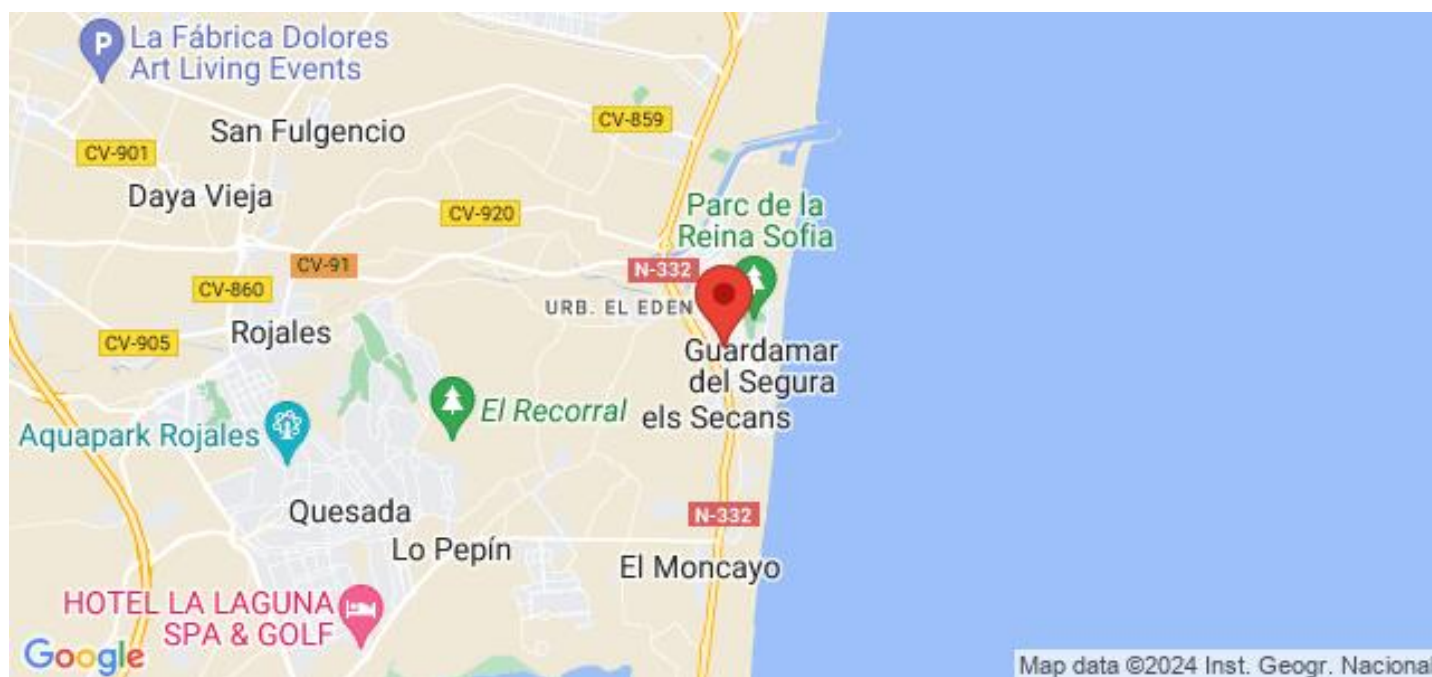 La Fábrica Dolores
Art Living Events
San Fulgencio
CV-859
CV-901
Daya Vieja
CV-920
Parc de la
Reina Sofia
CV-91
N-332
CV-860
URB. EL EDEN
Rojales
CV-905
Guardamar
del Segura
El Recorral
els Secans
Aquapark Rojales
Quesada
N-332
Lo Pepín
El Moncayo
HOTEL LA LAGUNA
SPA & GOLF
Google
Map data ©2024 Inst. Geogr. Nacional